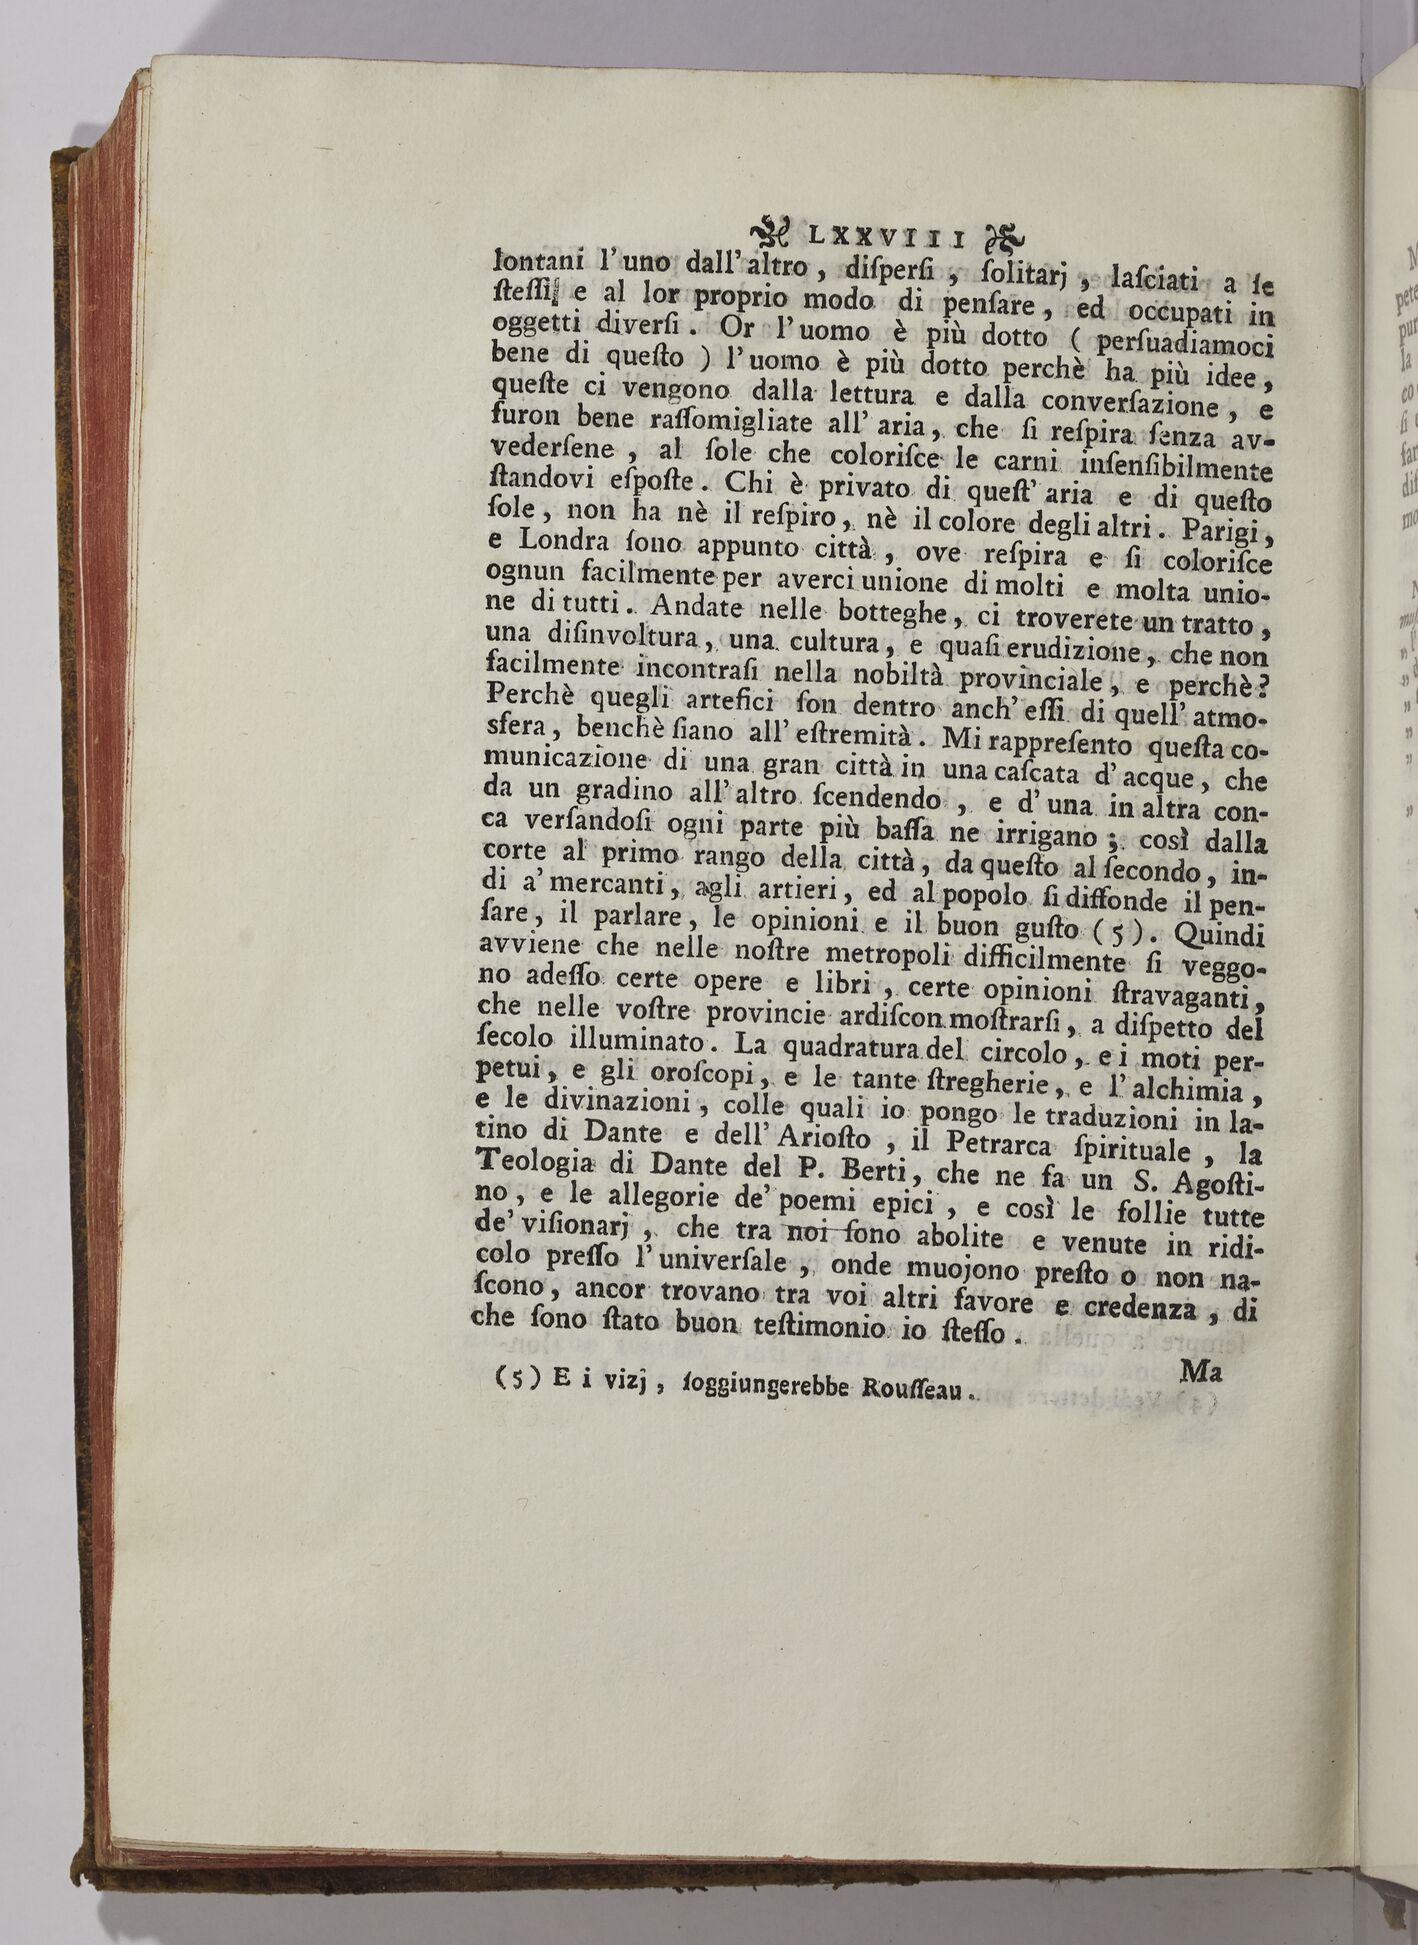 LXXVIII
lontani l'uno dall'altro, diſperſi, ſolitarj, laſciati a ſe
ſteſſi, e al lor proprio modo di penſare, ed occupati in
oggetti diverſi. Or l'uomo è più dotto ( perſuadiamoci
bene di queſto ) l'uomo è più dotto perchè ha più idee,
queſte ci vengono dalla lettura e dalla converſazione, e
furon bene raſſomigliate all'aria, che ſi reſpira ſenza av-
vederſene, al ſole che coloriſce le carni inſenſibilmente
ſtandovi eſpoſte. Chi è privato di queſt'aria e di queſto
ſole, non ha nè il reſpiro, nè il colore degli altri. Parigi,
e Londra ſono appunto città, ove reſpira e ſi coloriſce
ognun facilmente per averci unione di molti e molta unio-
ne di tutti. Andate nelle botteghe, ci troverete un tratto,
una diſinvoltura, una cultura, e quaſi erudizione, che non
facilmente incontraſi nella nobiltà provinciale, e perchè?
Perchè quegli artefici ſon dentro anch'eſſi di quell'atmo-
sfera, benchè ſiano all'eſtremità. Mi rappreſento queſta co-
municazione di una gran città in una caſcata d'acque, che
da un gradino all'altro ſcendendo, e d'una in altra con-
ca verſandoſi ogni parte più baſſa ne irrigano; così dalla
corte al primo rango della città, da queſto al ſecondo, in-
di a'mercanti, agli artieri, ed al popolo ſi diffonde il pen-
ſare, il parlare, le opinioni e il buon guſto (5). Quindi
avviene che nelle noſtre metropoli difficilmente ſi veggo-
no adeſſo certe opere e libri, certe opinioni ſtravaganti,
che nelle voſtre provincie ardiſcon moſtrarſi, a diſpetto del
ſecolo illuminato. La quadratura del circolo, e i moti per-
petui, e gli oroſcopi, e le tante ſtregherie, e l'alchimia,
e le divinazioni, colle quali io pongo le traduzioni in la-
tino di Dante e dell'Arioſto, il Petrarca ſpirituale, la
Teologia di Dante del P. Berti, che ne fa un S. Agoſti-
no, e le allegorie de'poemi epici, e così le follie tutte
de'viſionarj, che tra noi ſono abolite e venute in ridi-
colo preſſo l'univerſale, onde muojono preſto o non na-
ſcono, ancor trovano tra voi altri favore e credenza, di
che ſono ſtato buon teſtimonio io ſteſſo.
Ma
(5) E i vizj, ſoggiungerebbe Rouſſeau.